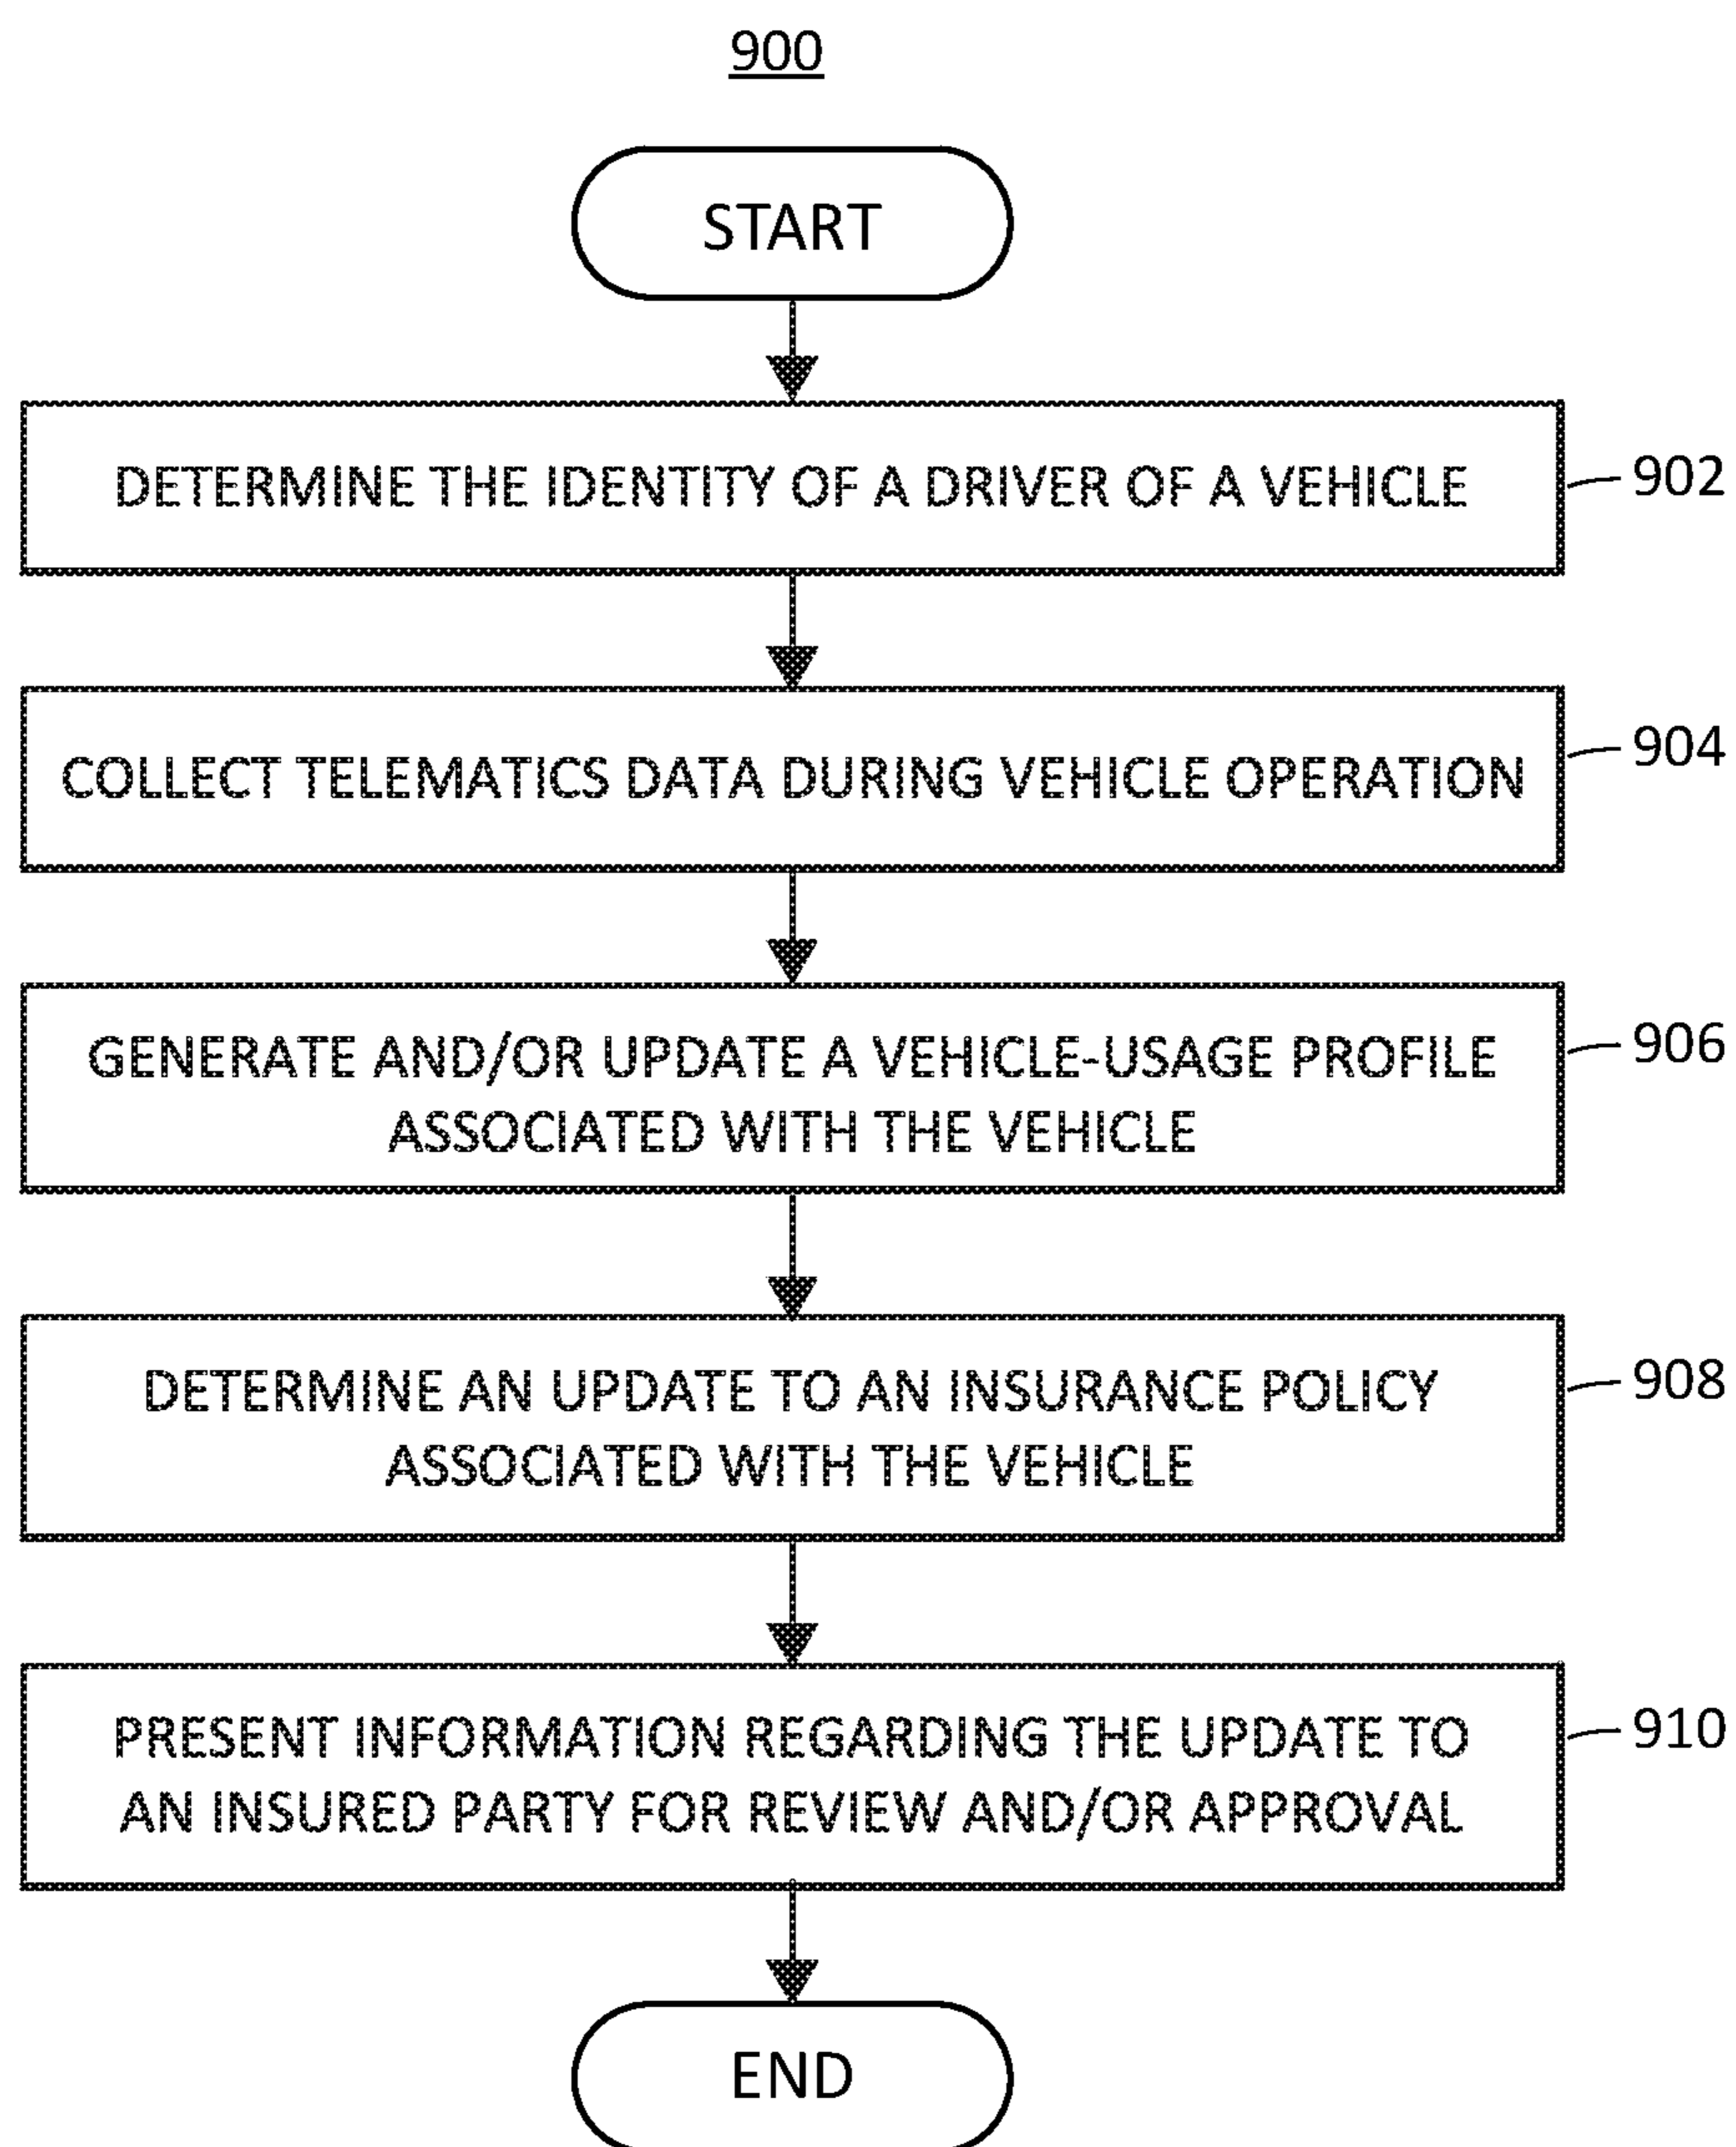 900
START
DETERMINE THE IDENTITY OF A DRIVER OF A VEHICLE
902
COLLECT TELEMATICS DATA DURING VEHICLE OPERATION
904
GENERATE AND/OR UPDATE A VEHICLE-USAGE PROFILE
ASSOCIATED WITH THE VEHICLE
906
DETERMINE AN UPDATE TO AN INSURANCE POLICY
ASSOCIATED WITH THE VEHICLE
908
PRESENT INFORMATION REGARDING THE UPDATE TO
AN INSURED PARTY FOR REVIEW AND/OR APPROVAL
910
END